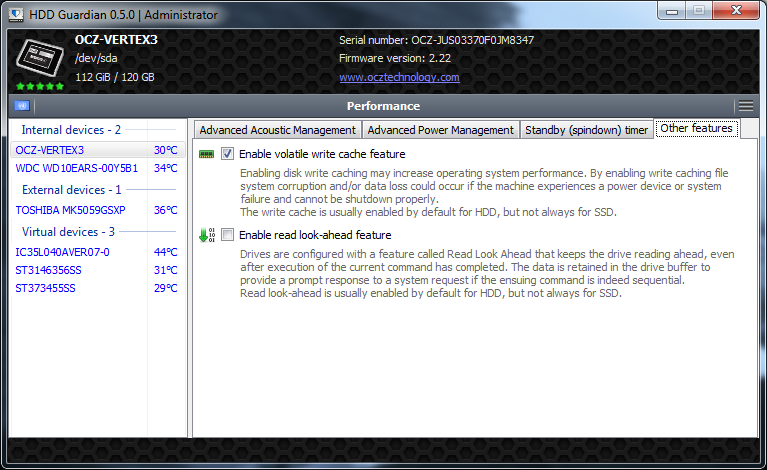 HDD Guardian 0.5.0 | Administrator
OCZ-VERTEX3
/dev/sda
112 GiB / 120 GB
Serial number: OCZ-JUS03370F0JM8347
Firmware version: 2.22
www.ocztechnology.com
Performance
Internal devices - 2
OCZ-VERTEX3 30°C
WDC WD10EARS-00Y5B1 34°C
External devices - 1
TOSHIBA MK5059GSXP 36°C
Virtual devices - 3
IC35L040AVER07-0 44°C
ST3146356SS 31°C
ST373455SS 29°C
Advanced Acoustic Management Advanced Power Management Standby (spindown) timer Other features
Enable volatile write cache feature
Enabling disk write caching may increase operating system performance. By enabling write caching file
system corruption and/or data loss could occur if the machine experiences a power device or system
failure and cannot be shutdown properly.
The write cache is usually enabled by default for HDD, but not always for SSD.
Enable read look-ahead feature
Drives are configured with a feature called Read Look Ahead that keeps the drive reading ahead, even
after execution of the current command has completed. The data is retained in the drive buffer to
provide a prompt response to a system request if the ensuing command is indeed sequential.
Read look-ahead is usually enabled by default for HDD, but not always for SSD.